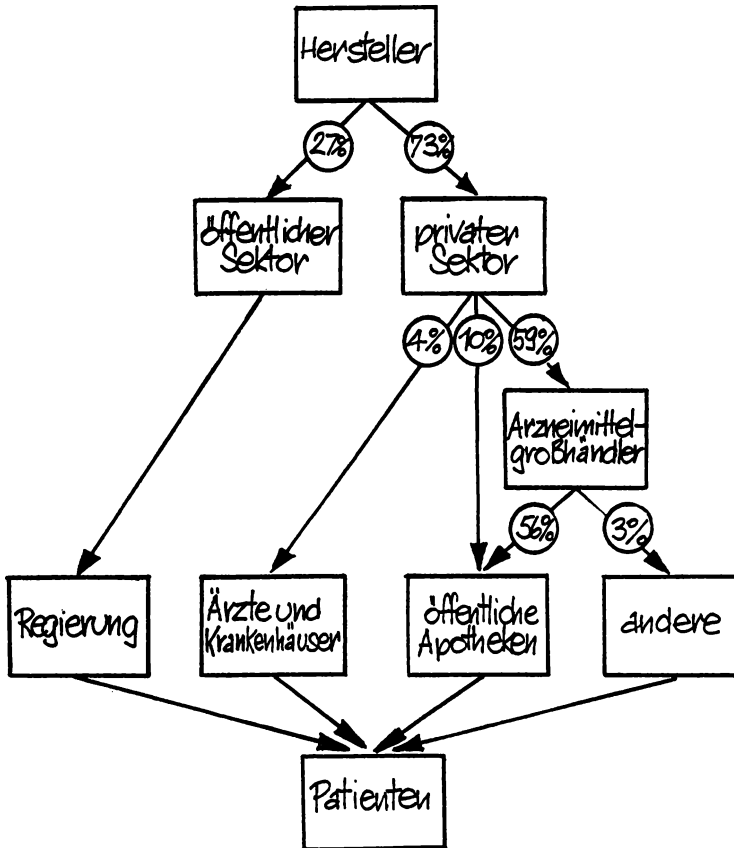 Hersteller
27%
73%
öffentlicher
Sektor
privater
Sektor
4%
10%
59%
Arzneimittel-
großhändler
56%
3%
Regierung
Ärzte und
Krankenhäuser
öffentliche
Apotheken
andere
Patienten